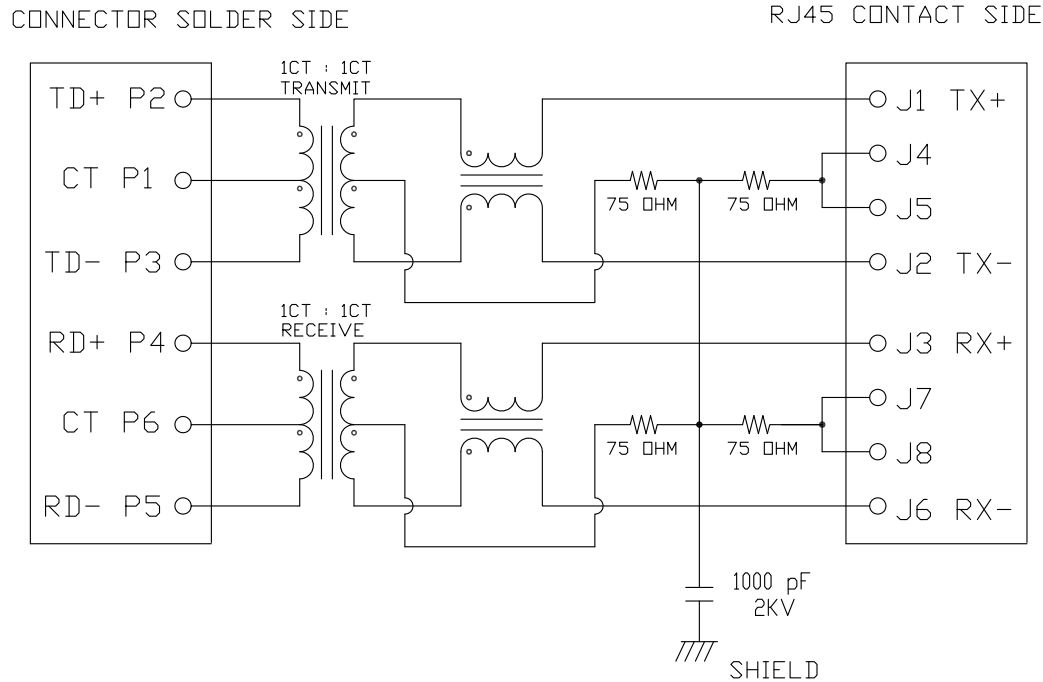 CONNECTOR SOLDER SIDE
RJ45 CONTACT SIDE
1CT : 1CT
TRANSMIT
TD+ P2
J1 TX+
J4
CT P1
75 OHM
75 OHM
J5
TD- P3
J2 TX-
1CT : 1CT
RECEIVE
RD+ P4
J3 RX+
J7
CT P6
75 OHM
75 OHM
J8
RD- P5
J6 RX-
1000 pF
2KV
SHIELD